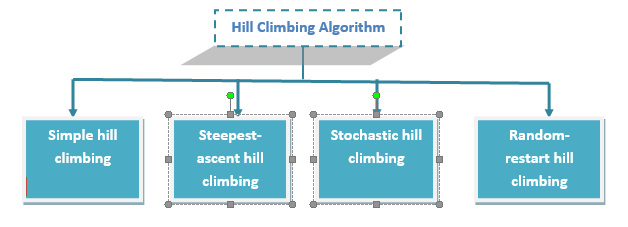 Hill Climbing Algorithm
Simple hill
climbing
Steepest-
ascent hill
climbing
Stochastic hill
climbing
Random-
restart hill
climbing